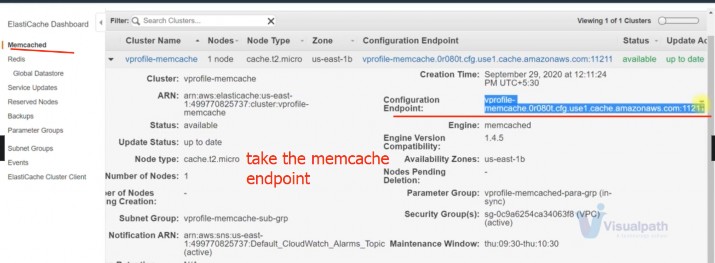 ElastiCache Dashboard
Memcached
Redis
Global Datastore
Service Updates
Reserved Nodes
Backups
Parameter Groups
Subnet Groups
Events
ElastiCache Cluster Client
Filter: Search Clusters... Viewing 1 of 1 Clusters
Cluster Name Nodes Node Type Zone Configuration Endpoint Status Update Ac
vprofile-memcache 1 node cache.t2.micro us-east-1b vprofile-memcache.0r080t.cfg.use1.cache.amazonaws.com:11211 available up to date
Cluster: vprofile-memcache
ARN: arn:aws:elasticache:us-east-
1:499770825737:cluster:vprofile-
memcache
Status: available
Update Status: up to date
Node type: cache.t2.micro
Number of Nodes: 1
ber of Nodes -
ng Creation:
Subnet Group: vprofile-memcache-sub-grp
Notification ARN: arn:aws:sns:us-east-
1:499770825737:Default_CloudWatch_Alarms_Topic
(active)
Creation Time: September 29, 2020 at 12:11:24
PM UTC+5:30
Configuration Endpoint: vprofile-
memcache.0r080t.cfg.use1.cache.amazonaws.com:11211
Engine: memcached
Engine Version Compatibility: 1.4.5
Availability Zones: us-east-1b
Nodes Pending Deletion: -
Parameter Group: vprofile-memcached-para-grp (in-
sync)
Security Group(s): sg-0c9a6254ca34063f8 (VPC)
(active)
Maintenance Window: thu:09:30-thu:10:30
take the memcache
endpoint
Visualpath